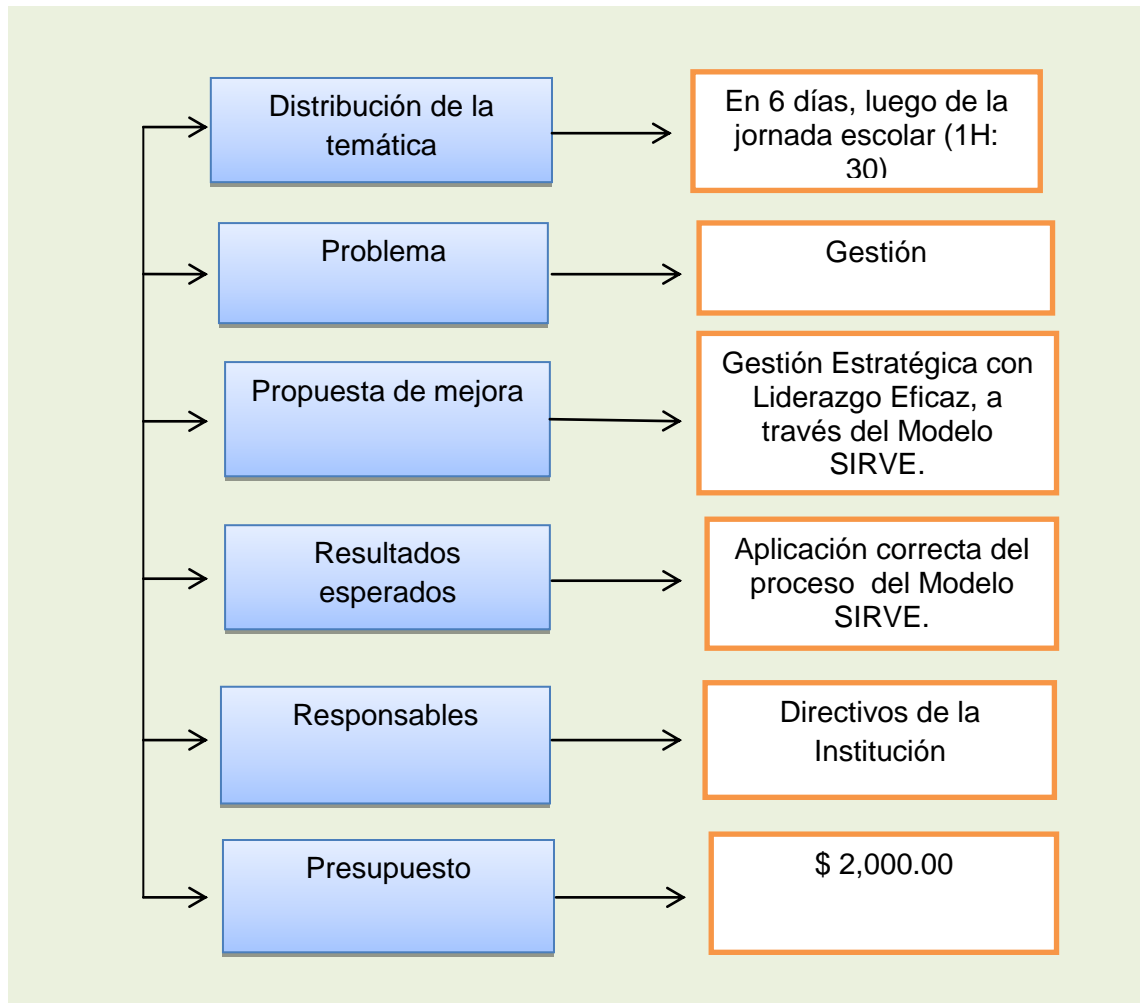 Distribución de la
temática
En 6 días, luego de la
jornada escolar (1H:
30)
Problema
Gestión
Propuesta de mejora
Gestión Estratégica con
Liderazgo Eficaz, a
través del Modelo
SIRVE.
Resultados
esperados
Aplicación correcta del
proceso  del Modelo
SIRVE.
Responsables
Directivos de la
Institución
Presupuesto
$ 2,000.00